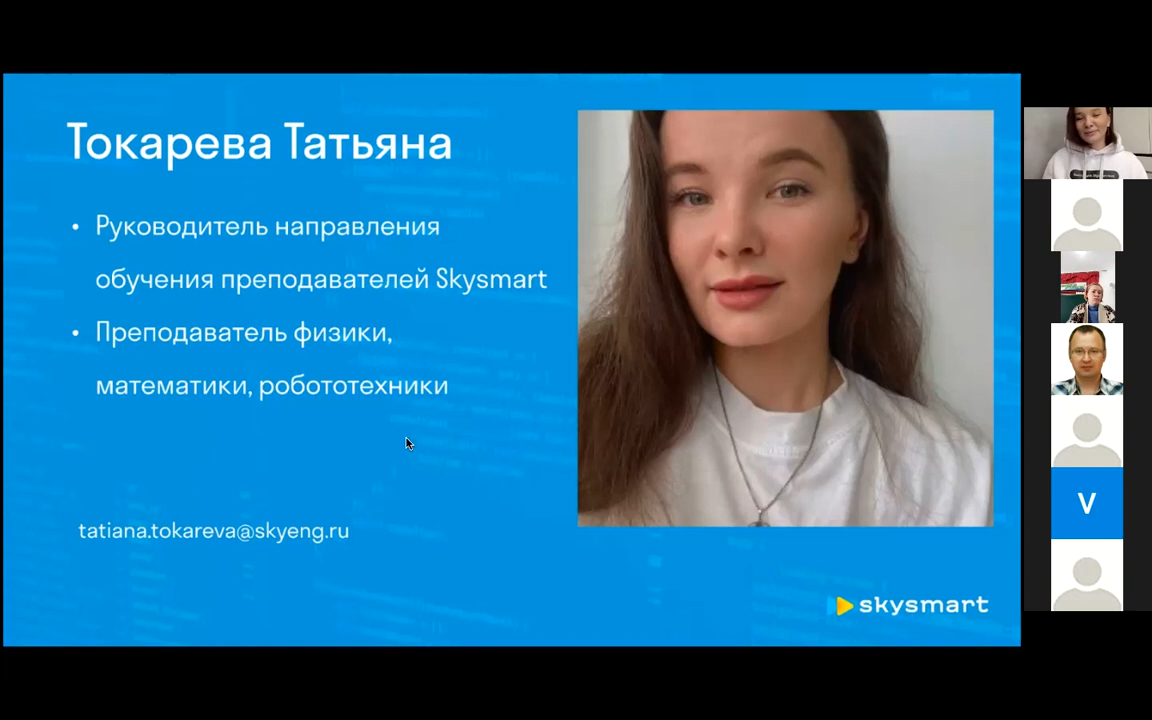 Токарева Татьяна
• Руководитель направления
обучения преподавателей Skysmart
• Преподаватель физики,
математики, робототехники
tatiana.tokareva@skyeng.ru
skysmart
V